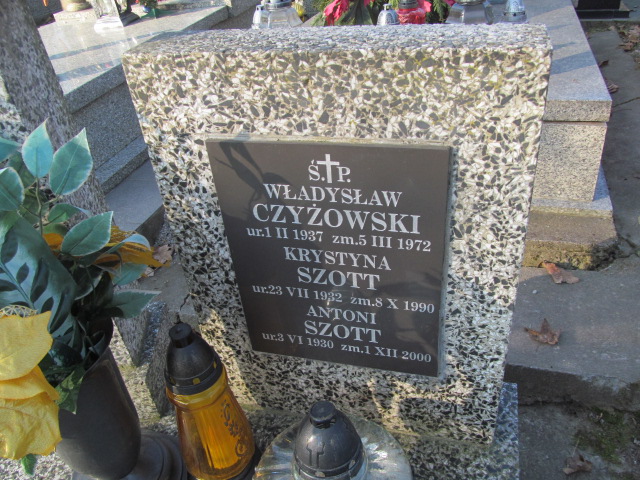 Ś.P.
WŁADYSŁAW
CZYŻOWSKI
ur.1 II 1937 zm.5 III 1972
KRYSTYNA
SZOTT
ur.23 VII 1932 zm.8 X 1990
ANTONI
SZOTT
ur.3 VI 1930 zm.1 XII 2000